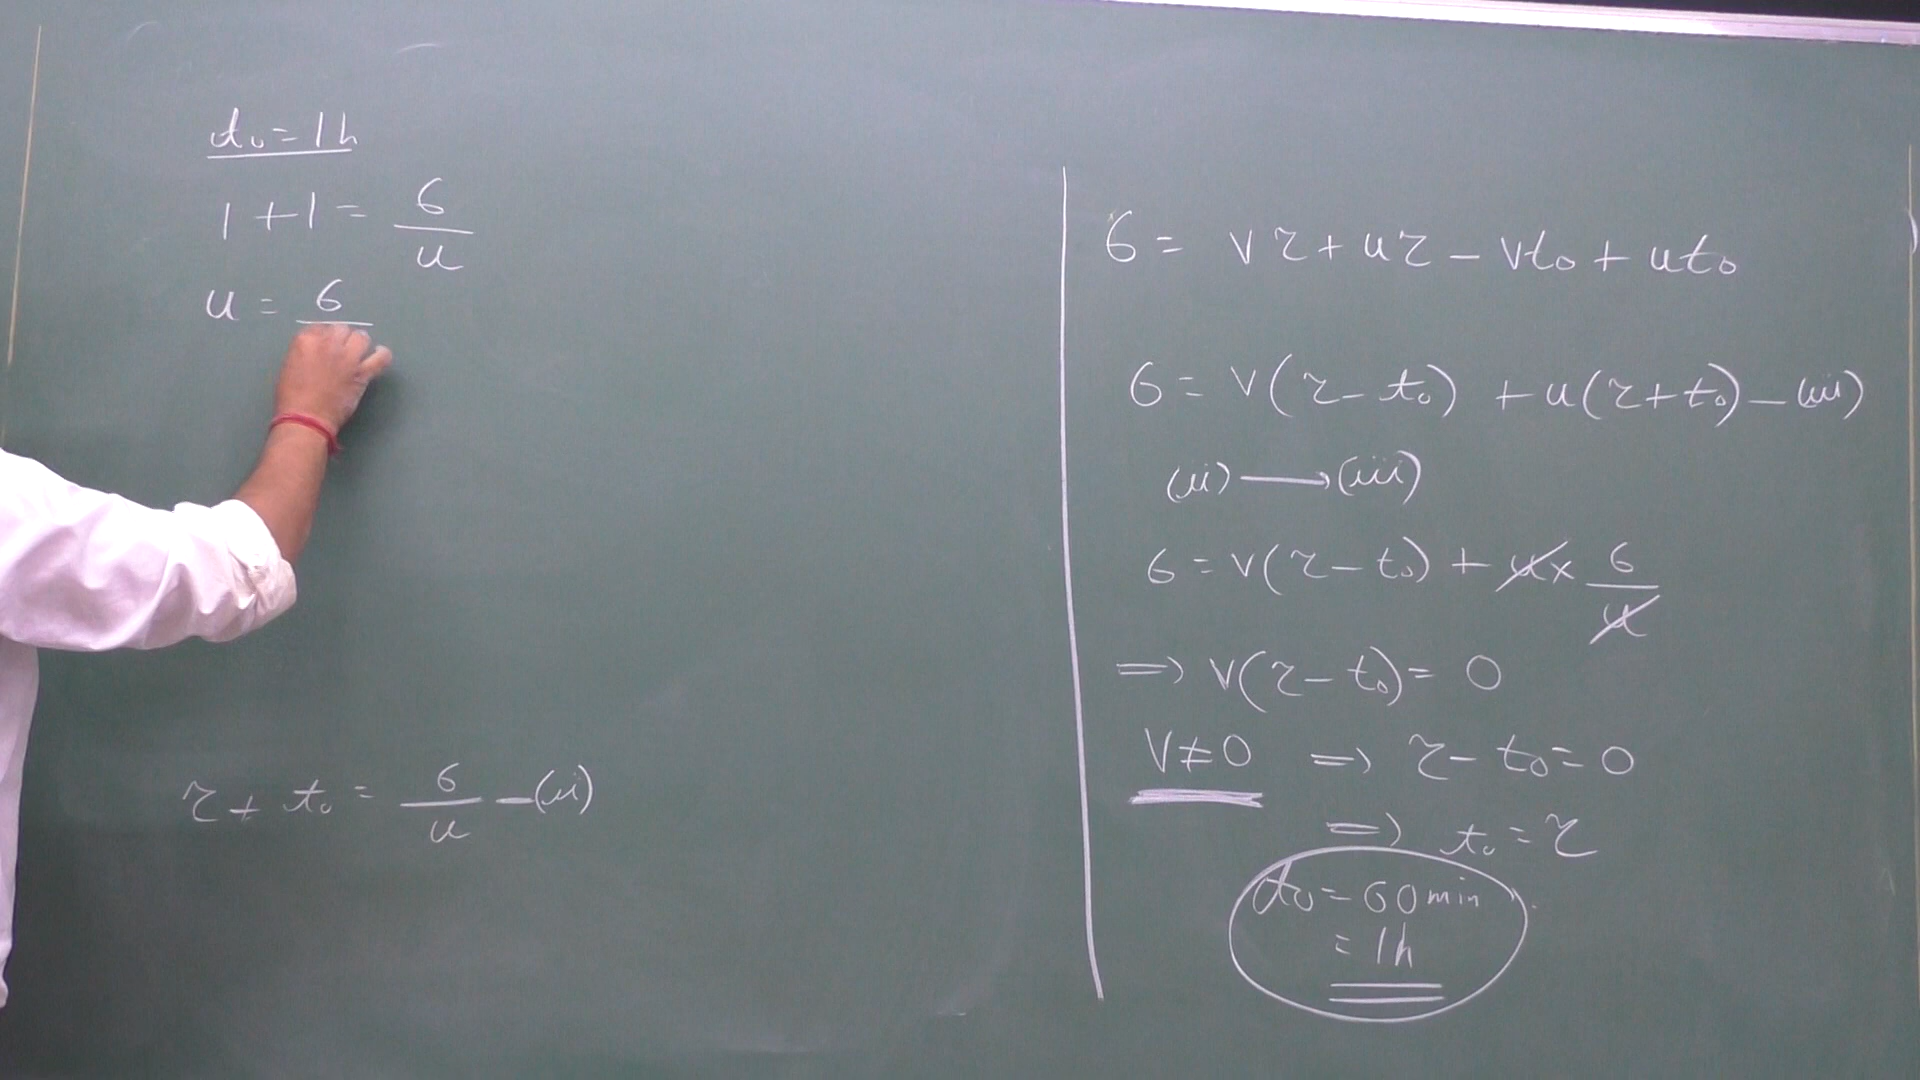 t₀ = 1h
1 + 1 = 6/u
u = 6/
τ + t₀ = 6/u - (ii)
6 = vτ + uτ - vt₀ + ut₀
6 = v(τ - t₀) + u(τ + t₀) - (iii)
(ii) ⟶ (iii)
6 = v(τ - t₀) + u × 6/u
=> v(τ - t₀) = 0
v ≠ 0 => τ - t₀ = 0
=> t₀ = τ
t₀ = 60 min
= 1h